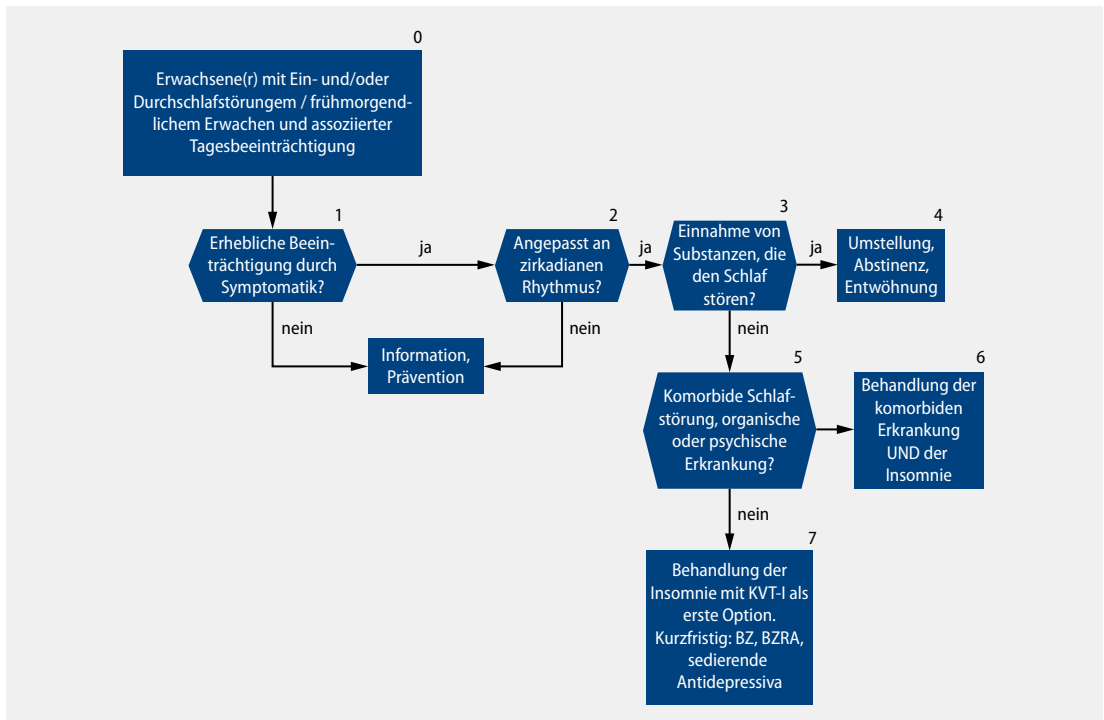 0
Erwachsene(r) mit Ein- und/oder
Durchschlafstörungem / frühmorgend-
lichem Erwachen und assoziierter
Tagesbeeinträchtigung
1
Erhebliche Beein-
trächtigung durch
Symptomatik?
ja
nein
2
Angepasst an
zirkadianen
Rhythmus?
ja
nein
Information,
Prävention
3
Einnahme von
Substanzen, die
den Schlaf
stören?
ja
nein
4
Umstellung,
Abstinenz,
Entwöhnung
5
Komorbide Schlaf-
störung, organische
oder psychische
Erkrankung?
nein
6
Behandlung der
komorbiden
Erkrankung
UND der
Insomnie
7
Behandlung der
Insomnie mit KVT-I als
erste Option.
Kurzfristig: BZ, BZRA,
sedierende
Antidepressiva